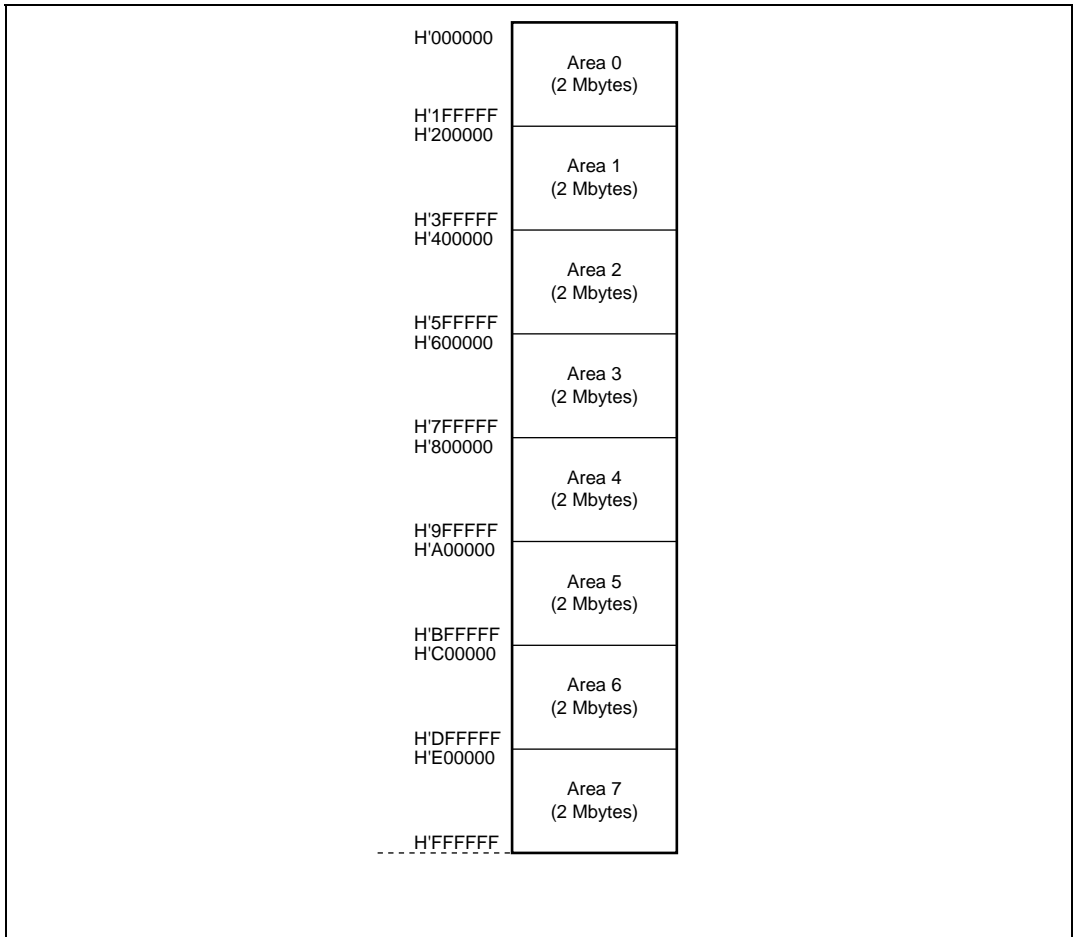 H'000000
Area 0
(2 Mbytes)
H'1FFFFF
H'200000
Area 1
(2 Mbytes)
H'3FFFFF
H'400000
Area 2
(2 Mbytes)
H'5FFFFF
H'600000
Area 3
(2 Mbytes)
H'7FFFFF
H'800000
Area 4
(2 Mbytes)
H'9FFFFF
H'A00000
Area 5
(2 Mbytes)
H'BFFFFF
H'C00000
Area 6
(2 Mbytes)
H'DFFFFF
H'E00000
Area 7
(2 Mbytes)
H'FFFFFF